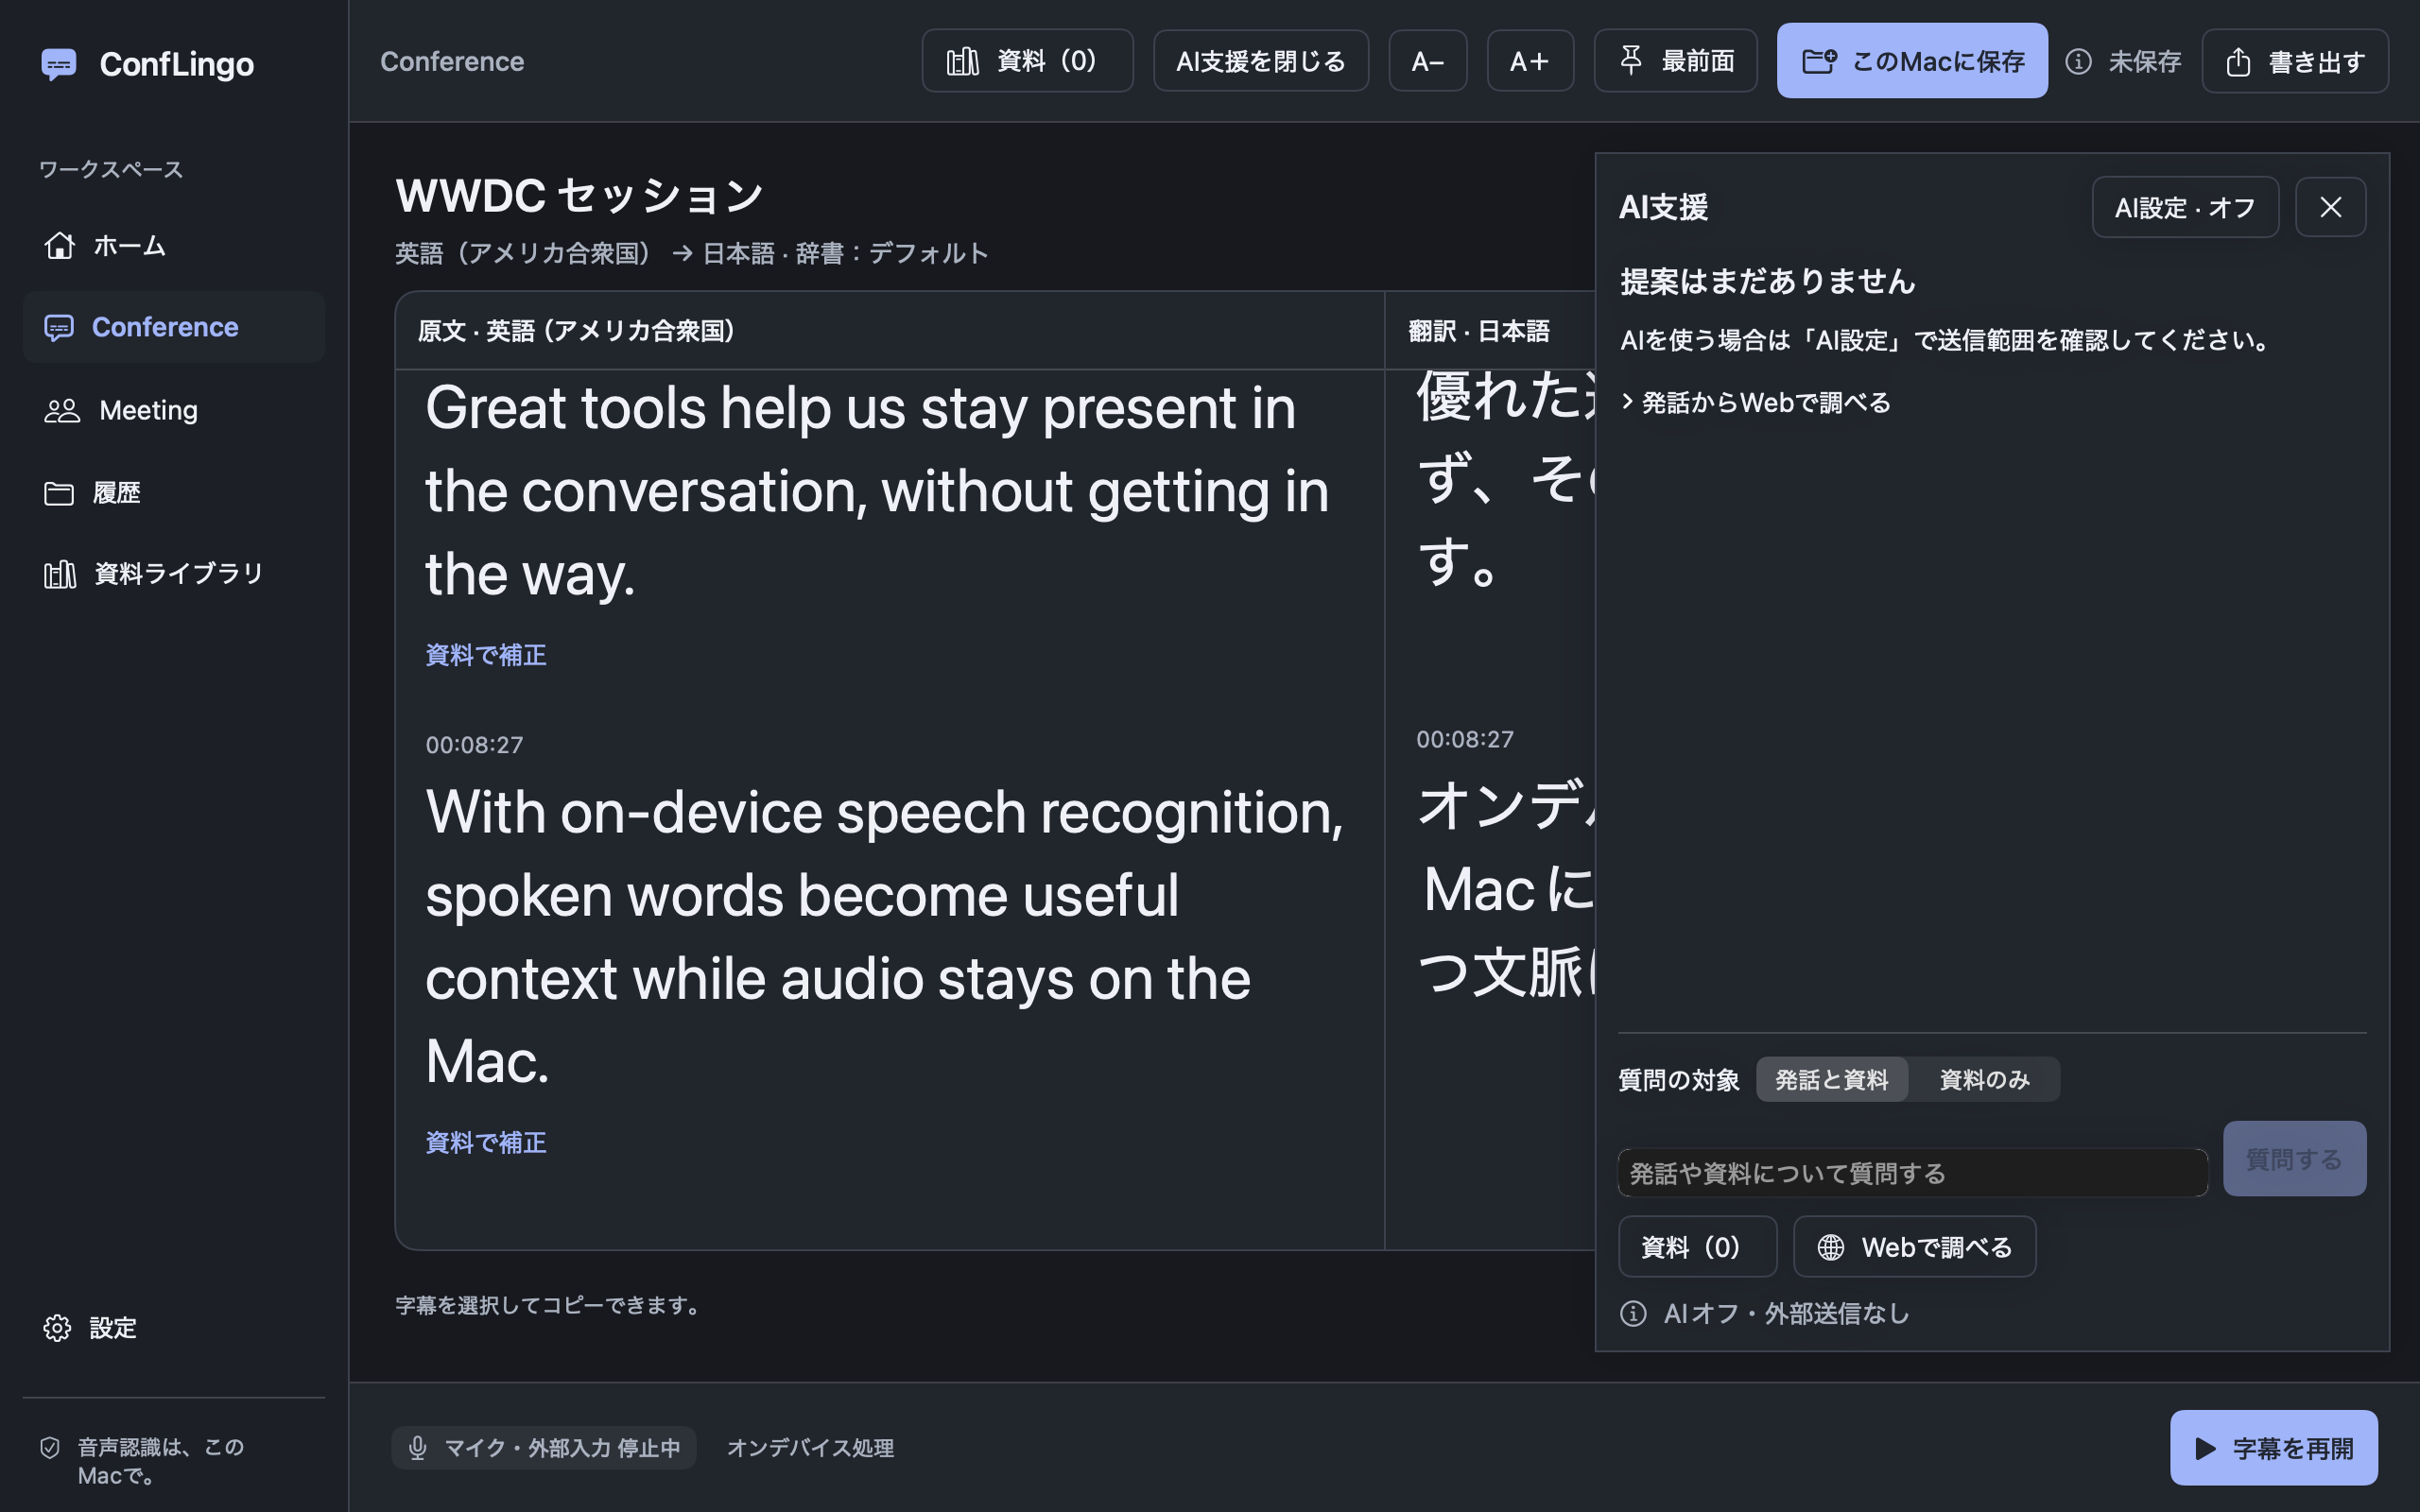 ConfLingo
ワークスペース
ホーム
Conference
Meeting
履歴
資料ライブラリ
設定
音声認識は、この
Macで。
Conference
資料（0）
AI支援を閉じる
A−
A+
最前面
このMacに保存
未保存
書き出す
WWDC セッション
英語（アメリカ合衆国） → 日本語 · 辞書：デフォルト
原文 · 英語 (アメリカ合衆国)
Great tools help us stay present in
the conversation, without getting in
the way.
資料で補正
00:08:27
With on-device speech recognition,
spoken words become useful
context while audio stays on the
Mac.
資料で補正
翻訳 · 日本語
優れた
ず、そ
す。
00:08:27
オンデ
Mac に
つ文脈
字幕を選択してコピーできます。
AI支援
AI設定 · オフ
提案はまだありません
AIを使う場合は「AI設定」で送信範囲を確認してください。
発話からWebで調べる
質問の対象
発話と資料
資料のみ
発話や資料について質問する
質問する
資料（0）
Webで調べる
AIオフ・外部送信なし
マイク・外部入力 停止中
オンデバイス処理
字幕を再開